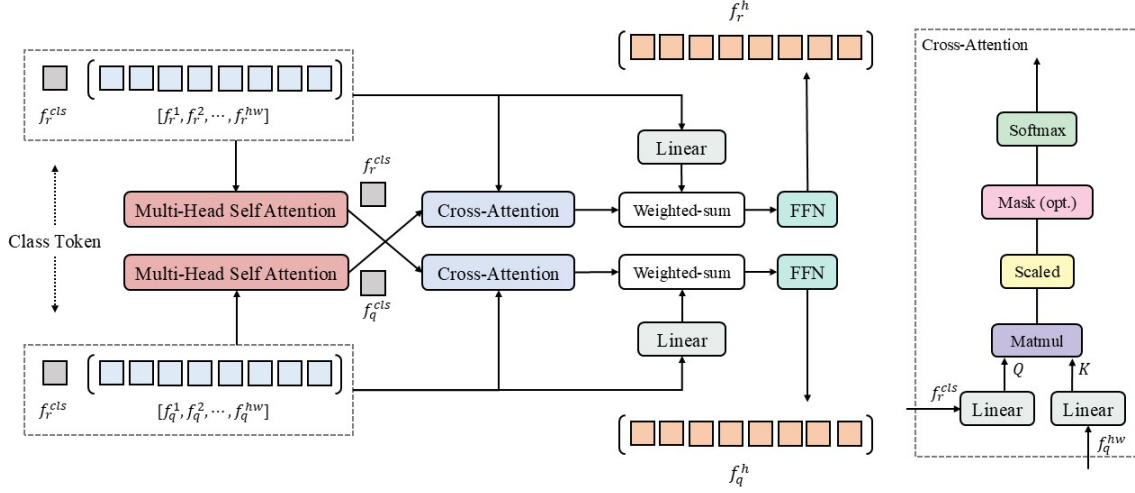 f_r^h
Cross-Attention
f_r^{cls}
[f_r^1, f_r^2, ⋯, f_r^{hw}]
Linear
Softmax
f_r^{cls}
Multi-Head Self Attention
Cross-Attention
Weighted-sum
FFN
Mask (opt.)
Class Token
Multi-Head Self Attention
Cross-Attention
Weighted-sum
FFN
Scaled
f_q^{cls}
Linear
Matmul
Q
K
f_r^{cls}
[f_q^1, f_q^2, ⋯, f_q^{hw}]
f_r^{cls}
Linear
Linear
f_q^{hw}
f_q^h